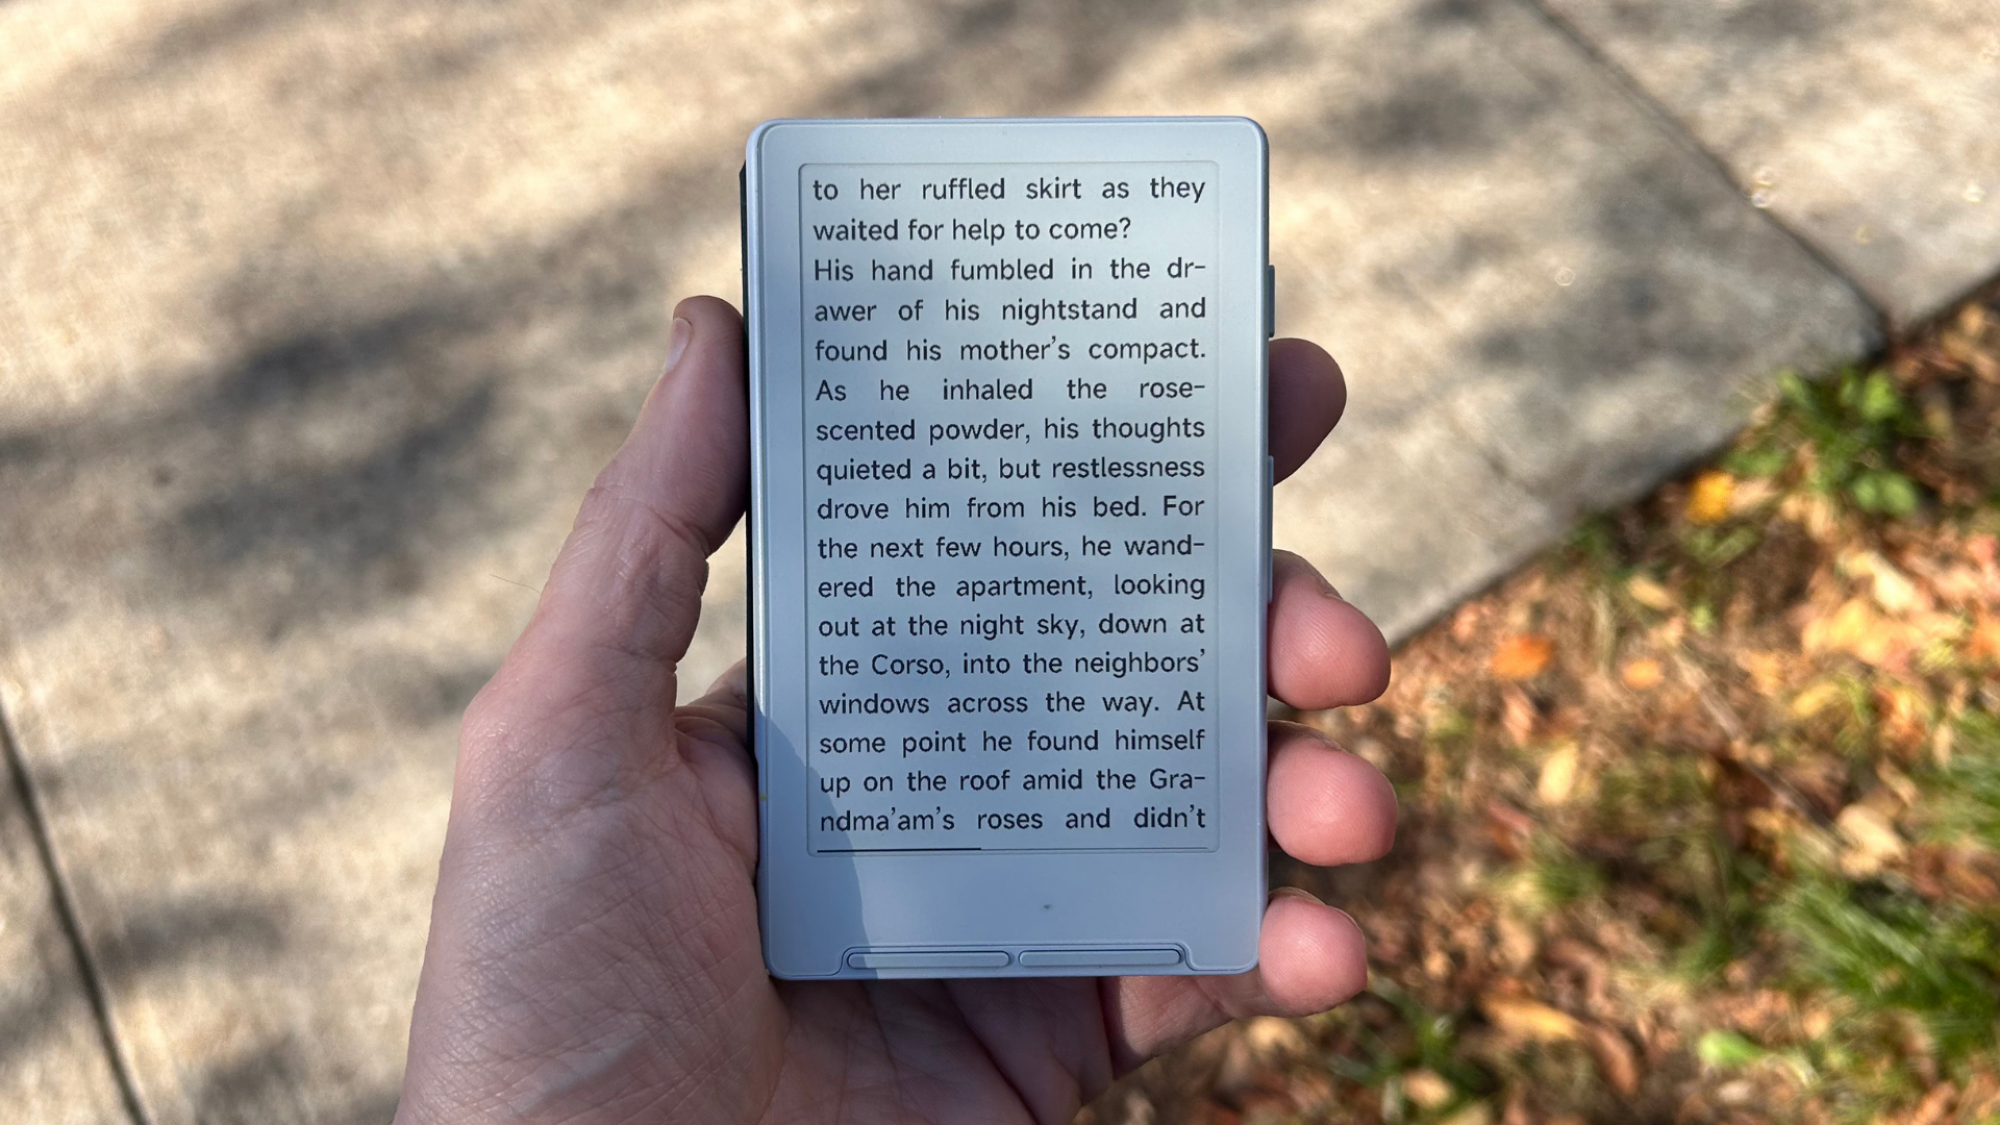 to her ruffled skirt as they
waited for help to come?
His hand fumbled in the dr-
awer of his nightstand and
found his mother's compact.
As he inhaled the rose-
scented powder, his thoughts
quieted a bit, but restlessness
drove him from his bed. For
the next few hours, he wand-
ered the apartment, looking
out at the night sky, down at
the Corso, into the neighbors'
windows across the way. At
some point he found himself
up on the roof amid the Gra-
ndma'am's roses and didn't